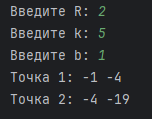 Введите R: 2
Введите k: 5
Введите b: 1
Точка 1: -1 -4
Точка 2: -4 -19